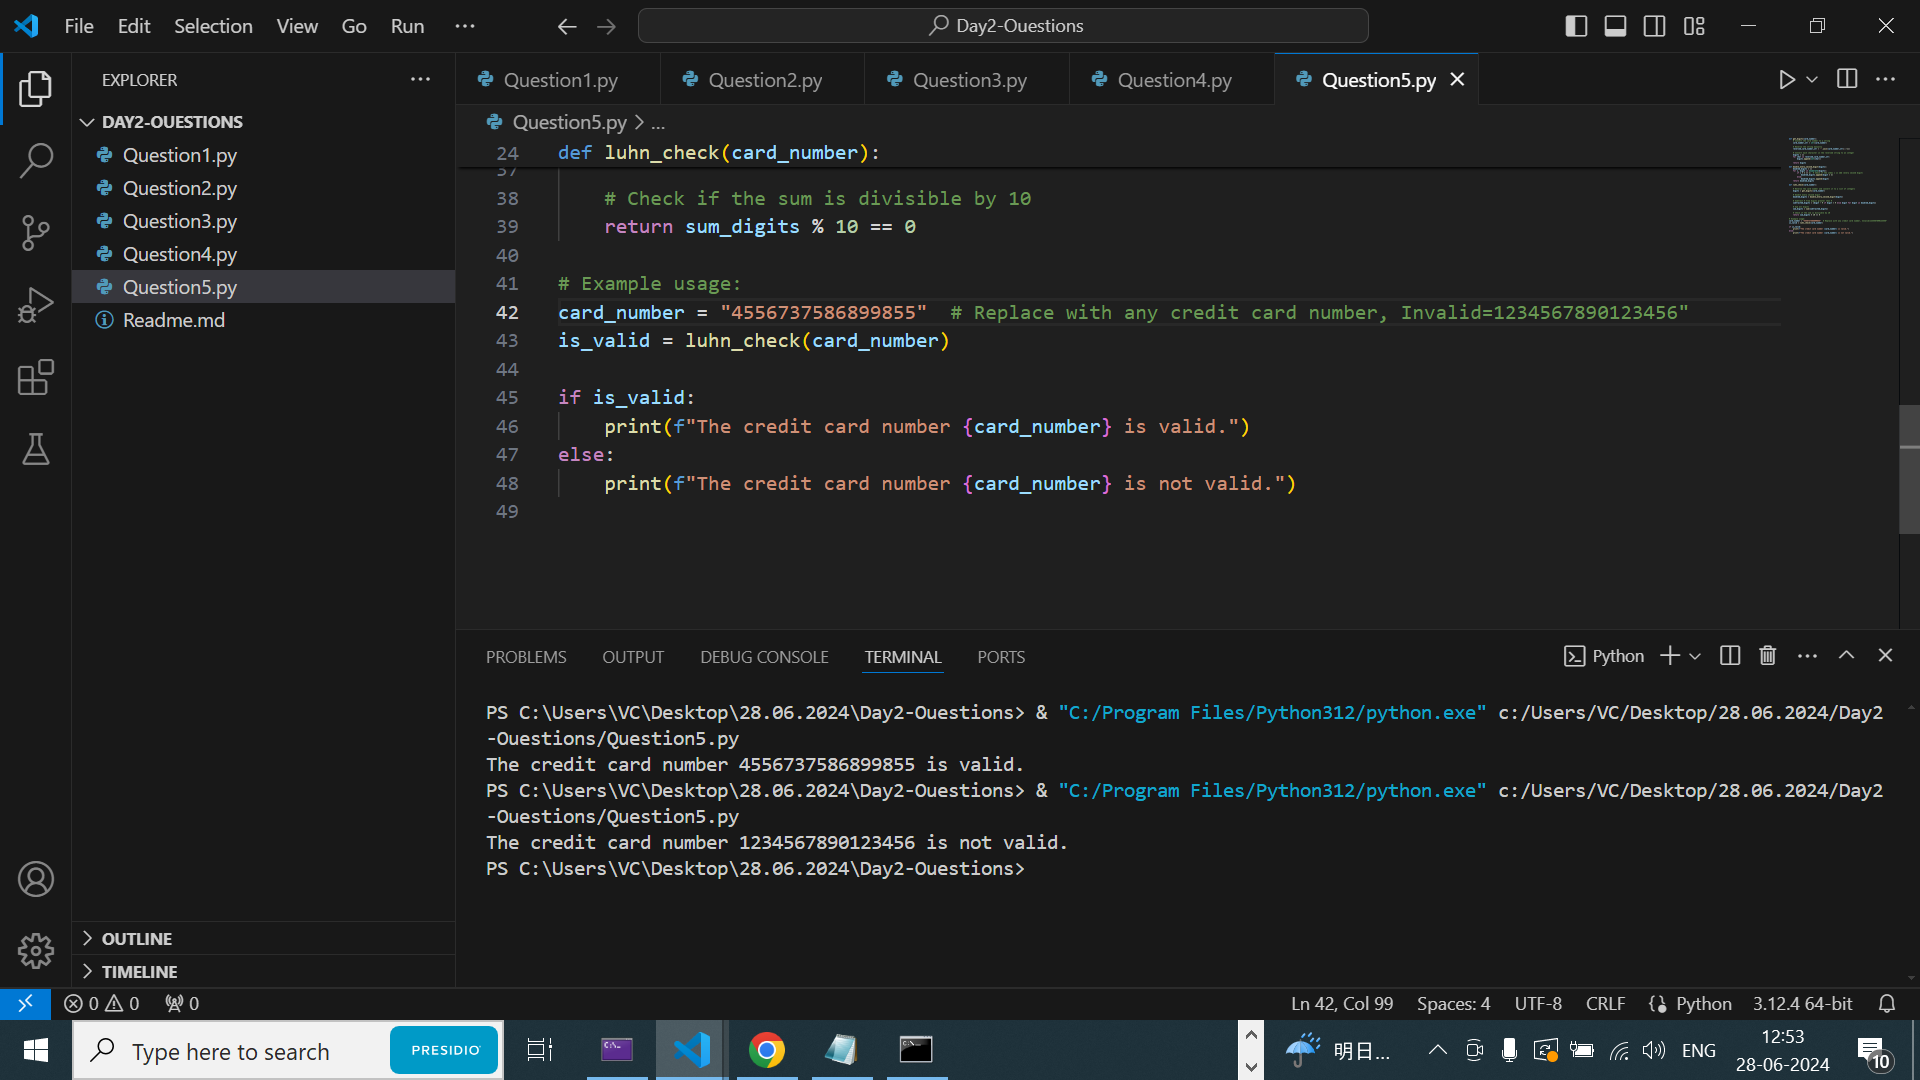 File Edit Selection View Go Run ···
Day2-Ouestions
EXPLORER
DAY2-OUESTIONS
Question1.py
Question2.py
Question3.py
Question4.py
Question5.py
Readme.md
OUTLINE
TIMELINE
Question1.py Question2.py Question3.py Question4.py Question5.py
Question5.py > ...
24 def luhn_check(card_number):
37
38 # Check if the sum is divisible by 10
39 return sum_digits % 10 == 0
40
41 # Example usage:
42 card_number = "4556737586899855"  # Replace with any credit card number, Invalid=1234567890123456"
43 is_valid = luhn_check(card_number)
44
45 if is_valid:
46 print(f"The credit card number {card_number} is valid.")
47 else:
48 print(f"The credit card number {card_number} is not valid.")
49
PROBLEMS OUTPUT DEBUG CONSOLE TERMINAL PORTS
Python
PS C:\Users\VC\Desktop\28.06.2024\Day2-Ouestions> & "C:/Program Files/Python312/python.exe" c:/Users/VC/Desktop/28.06.2024/Day2
-Ouestions/Question5.py
The credit card number 4556737586899855 is valid.
PS C:\Users\VC\Desktop\28.06.2024\Day2-Ouestions> & "C:/Program Files/Python312/python.exe" c:/Users/VC/Desktop/28.06.2024/Day2
-Ouestions/Question5.py
The credit card number 1234567890123456 is not valid.
PS C:\Users\VC\Desktop\28.06.2024\Day2-Ouestions>
0 0 0
Ln 42, Col 99 Spaces: 4 UTF-8 CRLF Python 3.12.4 64-bit
Type here to search
PRESIDIO
明日...
ENG
12:53
28-06-2024
10